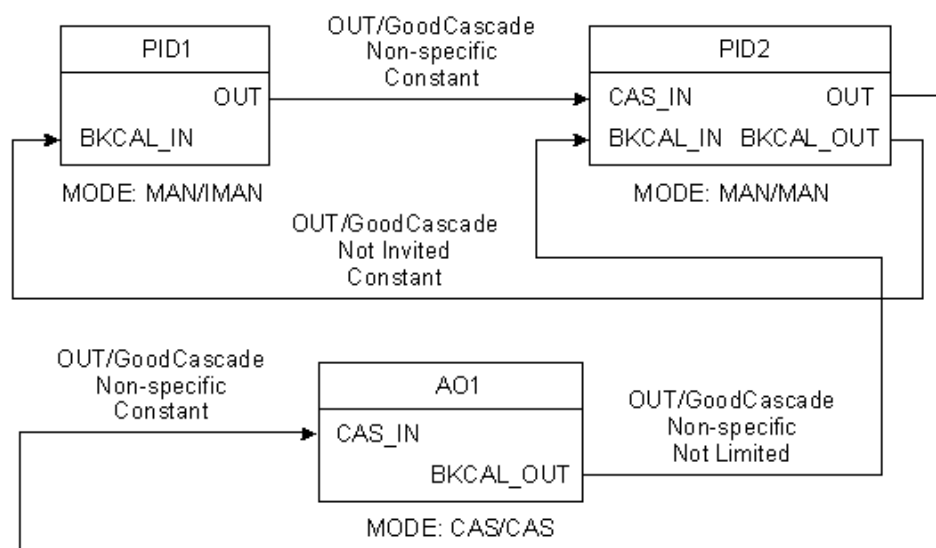 OUT/GoodCascade
Non-specific
Constant
PID1
OUT
BKCAL_IN
MODE: MAN/IMAN
PID2
CAS_IN OUT
BKCAL_IN BKCAL_OUT
MODE: MAN/MAN
OUT/GoodCascade
Not Invited
Constant
OUT/GoodCascade
Non-specific
Constant
AO1
CAS_IN
BKCAL_OUT
MODE: CAS/CAS
OUT/GoodCascade
Non-specific
Not Limited